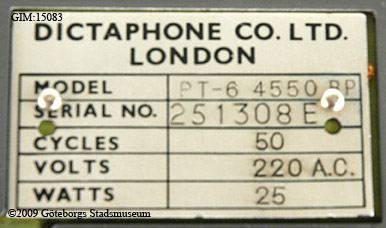 GIM:15083
DICTAPHONE CO. LTD.
LONDON
MODEL PT-6 4550 BP
SERIAL NO. 251308 E
CYCLES 50
VOLTS 220 A.C.
WATTS 25
©2009 Göteborgs Stadsmuseum